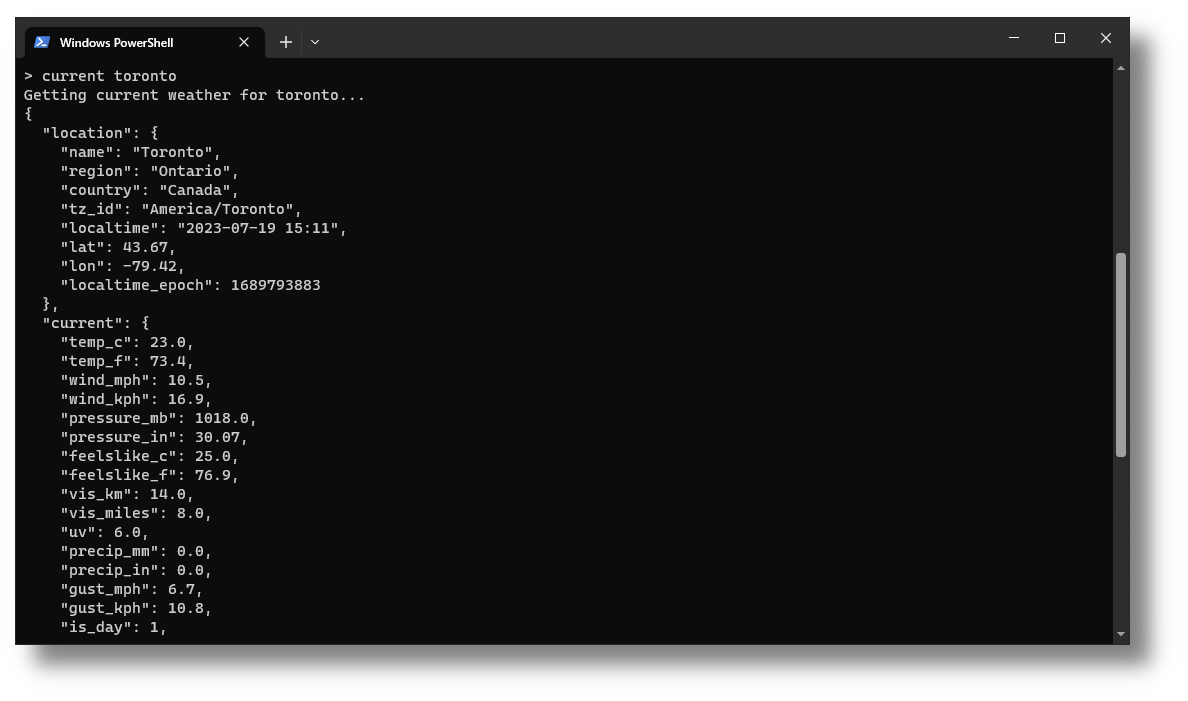 Windows PowerShell
> current toronto
Getting current weather for toronto...
{
  "location": {
    "name": "Toronto",
    "region": "Ontario",
    "country": "Canada",
    "tz_id": "America/Toronto",
    "localtime": "2023-07-19 15:11",
    "lat": 43.67,
    "lon": -79.42,
    "localtime_epoch": 1689793883
  },
  "current": {
    "temp_c": 23.0,
    "temp_f": 73.4,
    "wind_mph": 10.5,
    "wind_kph": 16.9,
    "pressure_mb": 1018.0,
    "pressure_in": 30.07,
    "feelslike_c": 25.0,
    "feelslike_f": 76.9,
    "vis_km": 14.0,
    "vis_miles": 8.0,
    "uv": 6.0,
    "precip_mm": 0.0,
    "precip_in": 0.0,
    "gust_mph": 6.7,
    "gust_kph": 10.8,
    "is_day": 1,